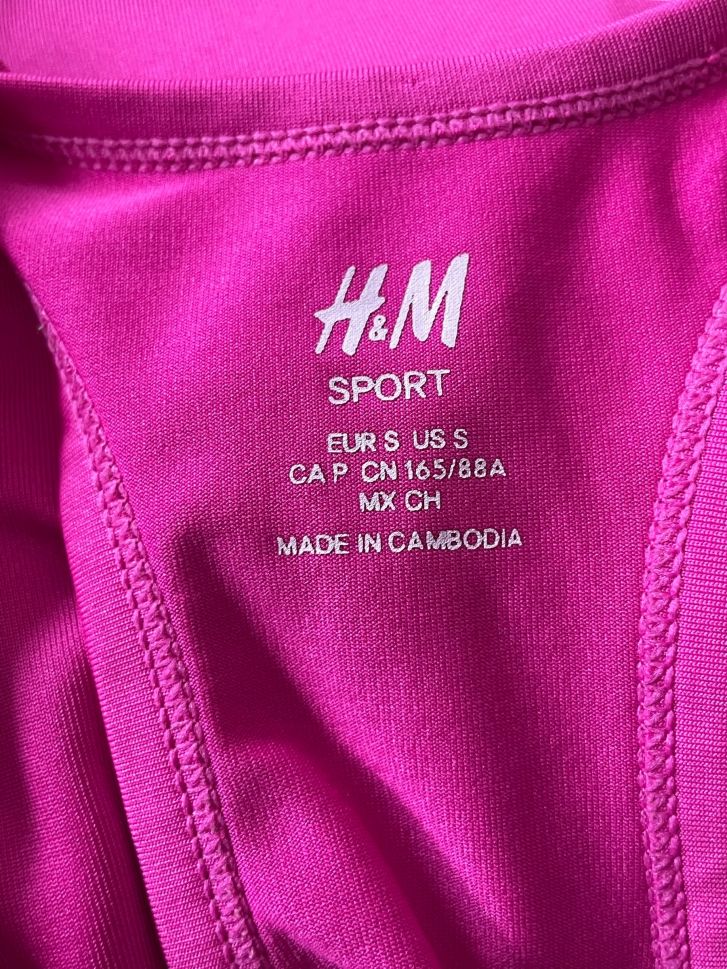 H&M
SPORT
EUR S US S
CA P CN 165/88A
MX CH
MADE IN CAMBODIA